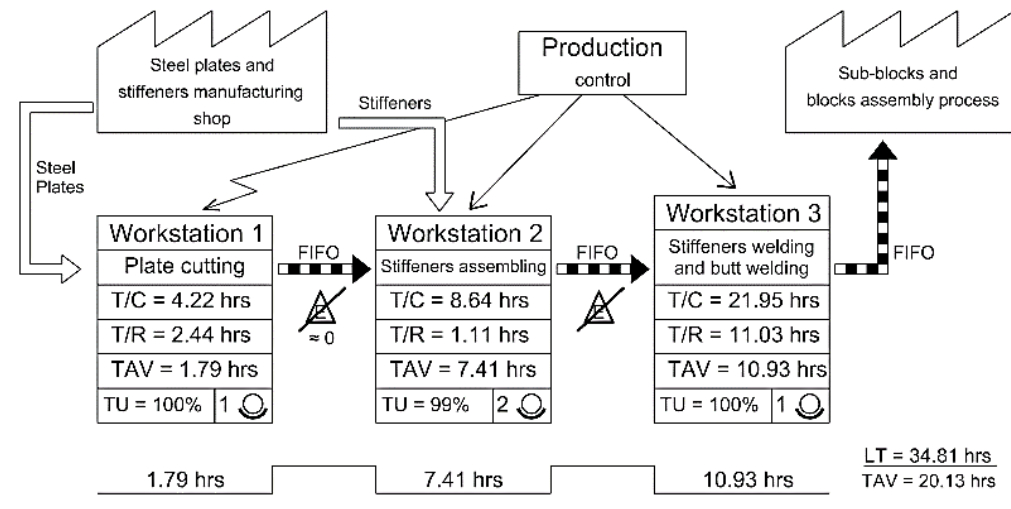 Steel plates and
stiffeners manufacturing
shop
Production
control
Sub-blocks and
blocks assembly process
Stiffeners
Steel
Plates
Workstation 1
Plate cutting
T/C = 4.22 hrs
T/R = 2.44 hrs
TAV = 1.79 hrs
TU = 100%
1
FIFO
E
≈ 0
Workstation 2
Stiffeners assembling
T/C = 8.64 hrs
T/R = 1.11 hrs
TAV = 7.41 hrs
TU = 99%
2
FIFO
E
Workstation 3
Stiffeners welding
and butt welding
T/C = 21.95 hrs
T/R = 11.03 hrs
TAV = 10.93 hrs
TU = 100%
1
FIFO
1.79 hrs
7.41 hrs
10.93 hrs
LT = 34.81 hrs
TAV = 20.13 hrs